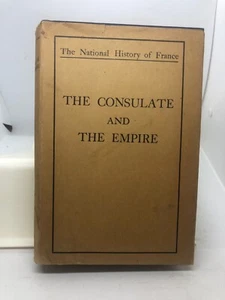 The National History of France
THE CONSULATE
AND
THE EMPIRE